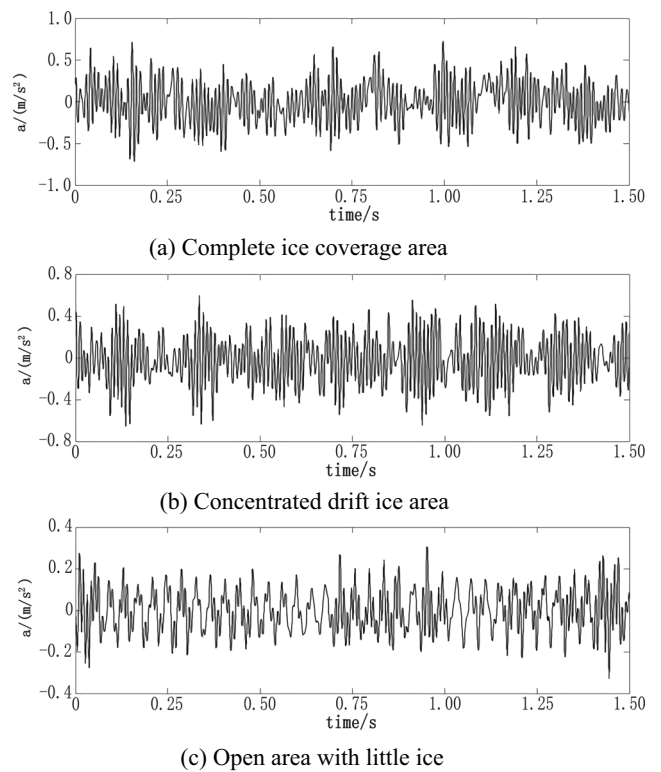 1.0
0.5
0
-0.5
-1.0
a/(m/s²)
0 0.25 0.50 0.75 1.00 1.25 1.50
time/s
(a) Complete ice coverage area
0.8
0.4
0
-0.4
-0.8
a/(m/s²)
0 0.25 0.50 0.75 1.00 1.25 1.50
time/s
(b) Concentrated drift ice area
0.4
0.2
0
-0.2
-0.4
a/(m/s²)
0 0.25 0.50 0.75 1.00 1.25 1.50
time/s
(c) Open area with little ice